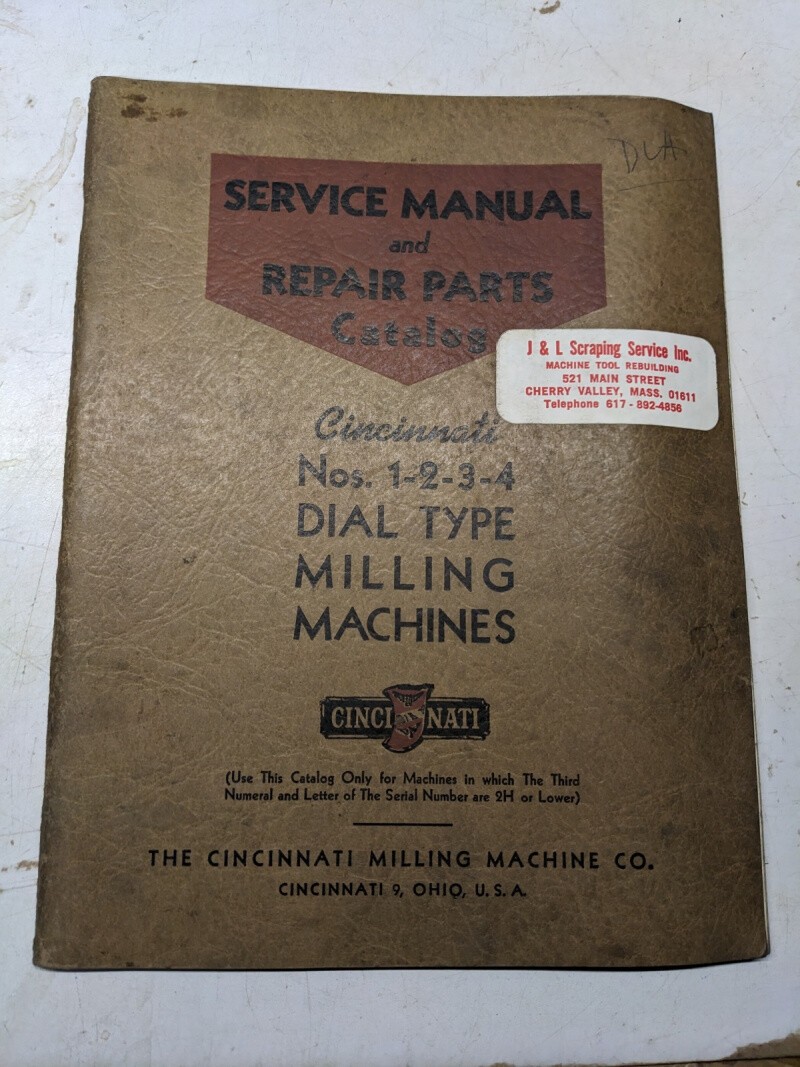 DLA
SERVICE MANUAL
and
REPAIR PARTS
Catalog
J & L Scraping Service Inc.
MACHINE TOOL REBUILDING
521 MAIN STREET
CHERRY VALLEY, MASS. 01611
Telephone 617-892-4856
Cincinnati
Nos. 1-2-3-4
DIAL TYPE
MILLING
MACHINES
CINCINNATI
(Use This Catalog Only for Machines in which The Third
Numeral and Letter of The Serial Number are 2H or Lower)
THE CINCINNATI MILLING MACHINE CO.
CINCINNATI 9, OHIO, U. S. A.